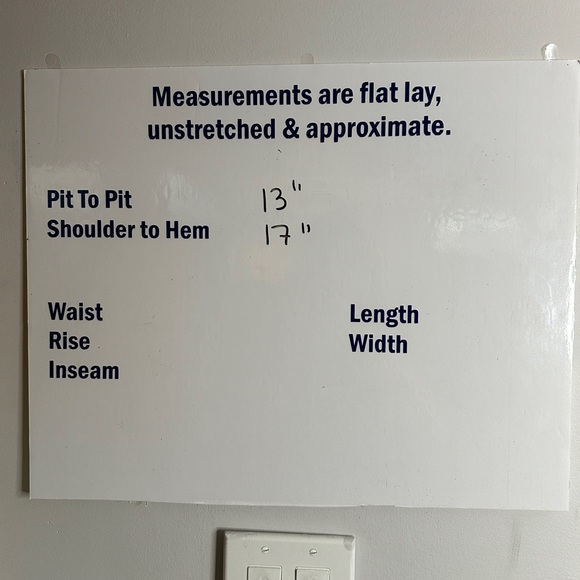 Measurements are flat lay,
unstretched & approximate.
Pit To Pit 13"
Shoulder to Hem 17"
Waist
Rise
Inseam
Length
Width